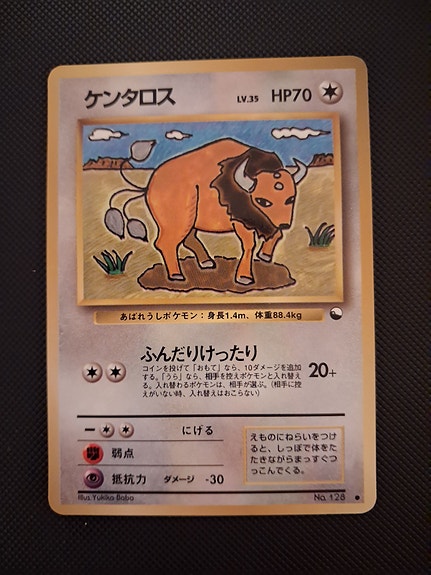 ケンタロス LV.35 HP70
あばれうしポケモン：身長1.4m、体重88.4kg
ふんだりけったり
コインを投げて「おもて」なら、10ダメージを追加
する。「うら」なら、相手を控えポケモンと入れ替え
る。入れ替わるポケモンは、相手が選ぶ。（相手に控
えがいない時、入れ替えはおこらない）
20+
にげる
弱点
抵抗力 ダメージ -30
えものにねらいをつけ
ると、しっぽで体をた
たきながらまっすぐつ
っこんでくる。
Illus. Yukiko Baba
No. 128